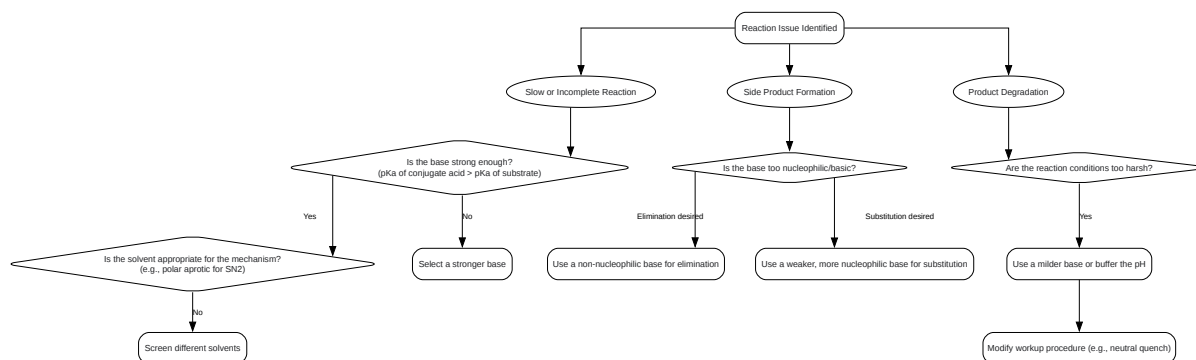 Reaction Issue Identified
Slow or Incomplete Reaction
Side Product Formation
Product Degradation
Is the base strong enough?
(pKa of conjugate acid > pKa of substrate)
Is the base too nucleophilic/basic?
Are the reaction conditions too harsh?
Yes
No
Elimination desired
Substitution desired
Yes
Is the solvent appropriate for the mechanism?
(e.g., polar aprotic for SN2)
Select a stronger base
Use a non-nucleophilic base for elimination
Use a weaker, more nucleophilic base for substitution
Use a milder base or buffer the pH
No
Screen different solvents
Modify workup procedure (e.g., neutral quench)